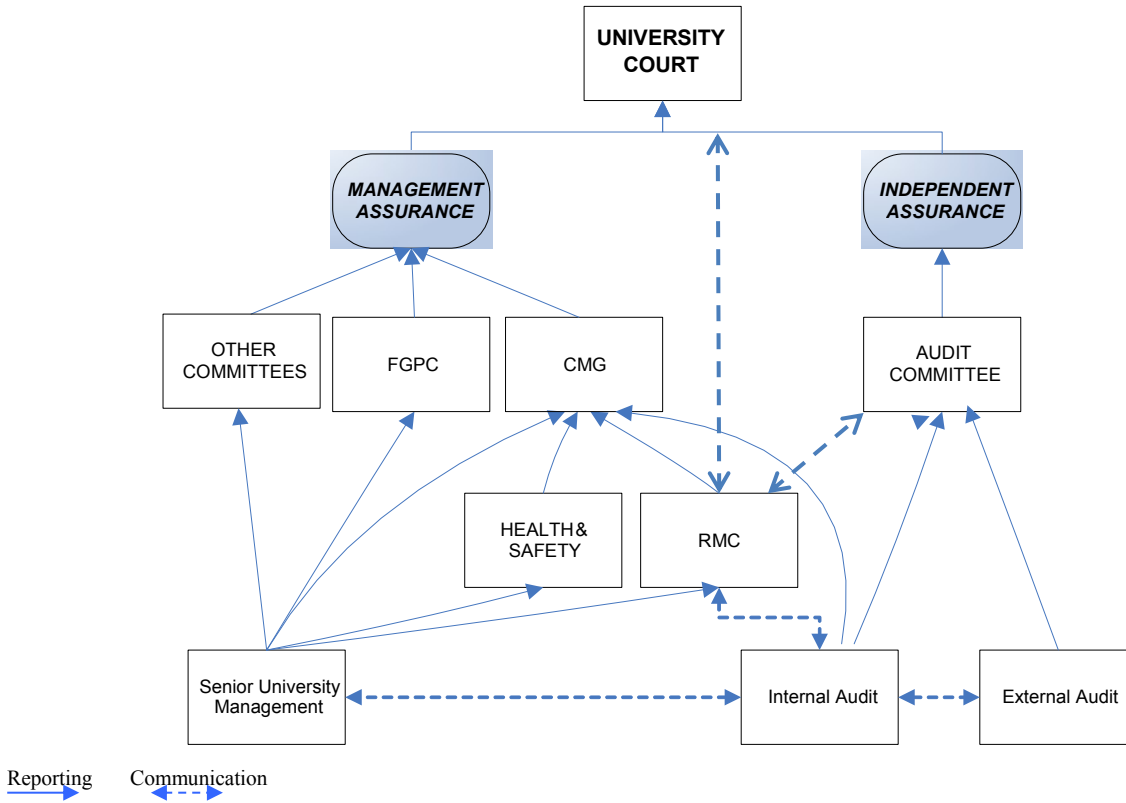 UNIVERSITY
COURT
MANAGEMENT
ASSURANCE
INDEPENDENT
ASSURANCE
OTHER
COMMITTEES
FGPC
CMG
AUDIT
COMMITTEE
HEALTH &
SAFETY
RMC
Senior University
Management
Internal Audit
External Audit
Reporting
Communication